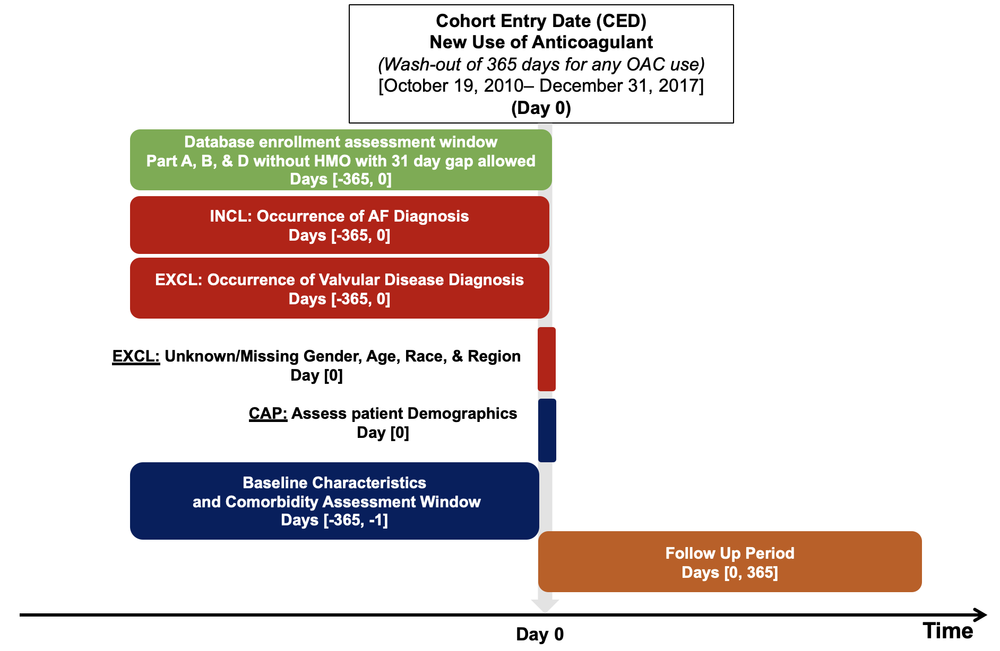 Cohort Entry Date (CED)
New Use of Anticoagulant
(Wash-out of 365 days for any OAC use)
[October 19, 2010– December 31, 2017]
(Day 0)
Database enrollment assessment window
Part A, B, & D without HMO with 31 day gap allowed
Days [-365, 0]
INCL: Occurrence of AF Diagnosis
Days [-365, 0]
EXCL: Occurrence of Valvular Disease Diagnosis
Days [-365, 0]
EXCL: Unknown/Missing Gender, Age, Race, & Region
Day [0]
CAP: Assess patient Demographics
Day [0]
Baseline Characteristics
and Comorbidity Assessment Window
Days [-365, -1]
Follow Up Period
Days [0, 365]
Day 0
Time